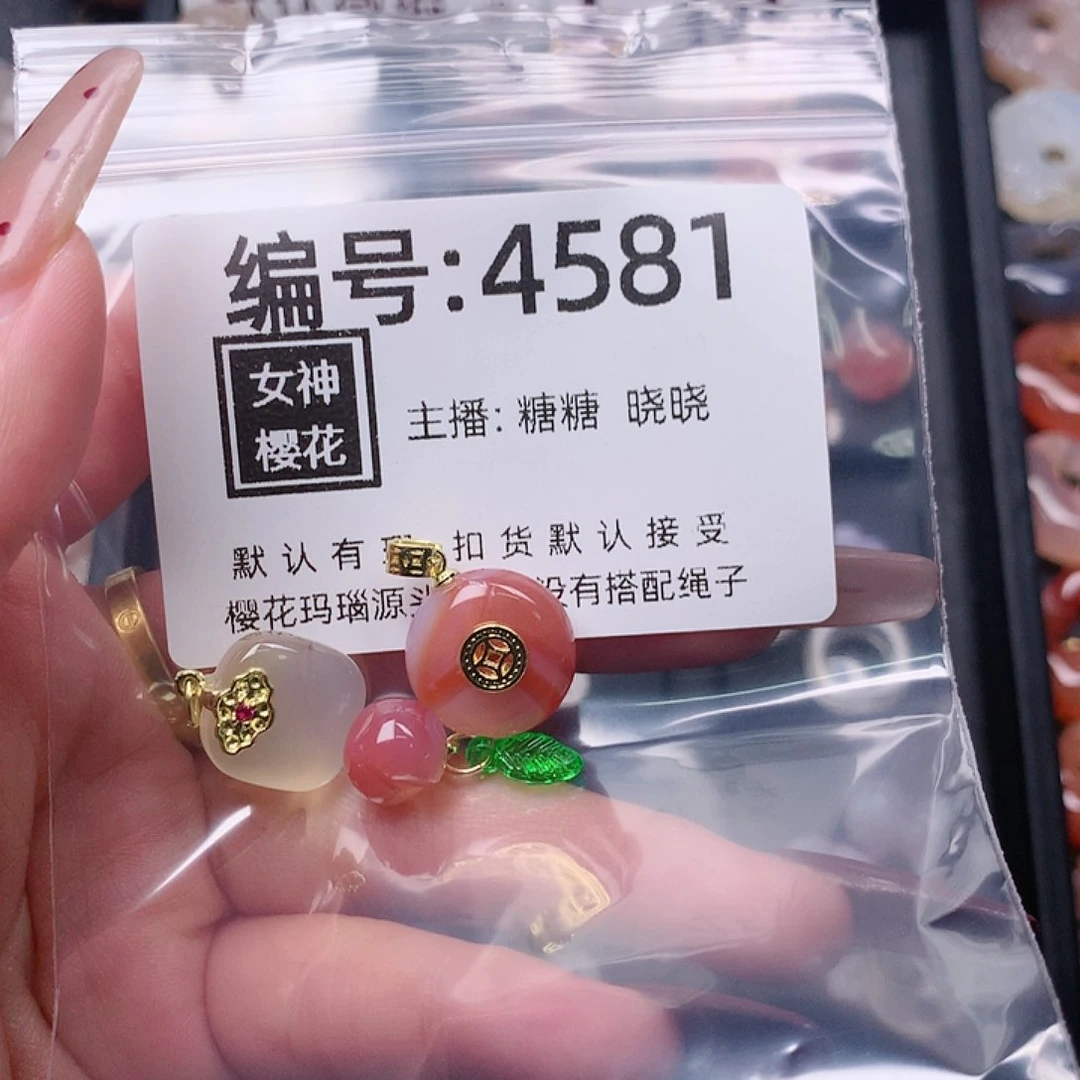 编号:4581
女神
樱花
主播: 糖糖 晓晓
默认有 扣货默认接受
樱花玛瑙源 没有搭配绳子